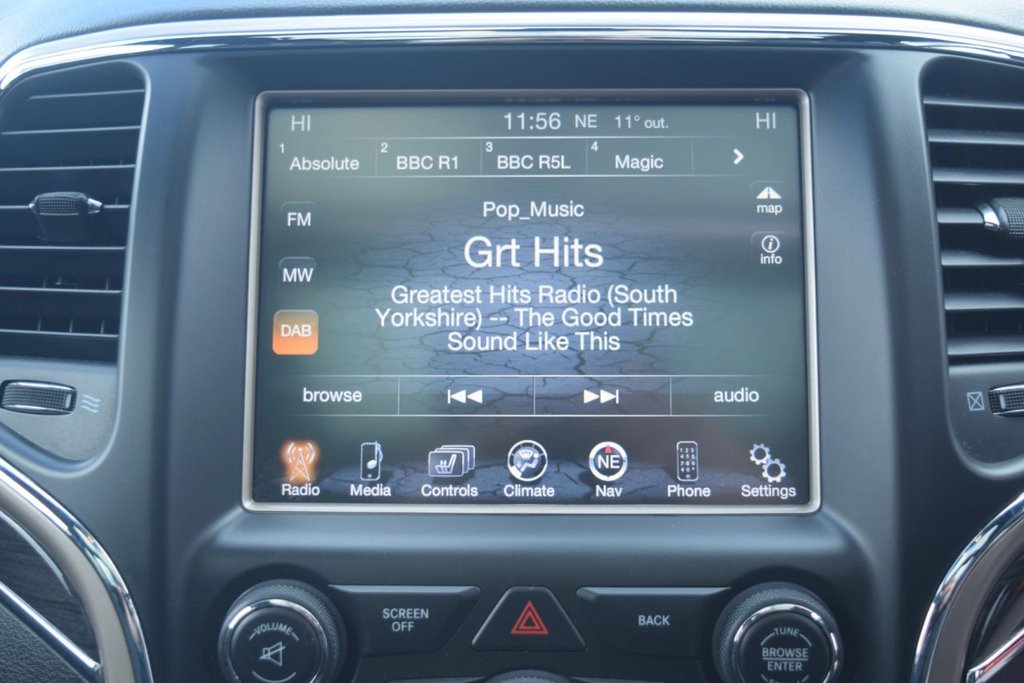 HI 11:56 NE 11° out. HI
1 Absolute 2 BBC R1 3 BBC R5L 4 Magic
Pop_Music
map
FM
Grt Hits
info
MW
Greatest Hits Radio (South
Yorkshire) -- The Good Times
DAB
Sound Like This
browse audio
NE
Radio Media Controls Climate Nav Phone Settings
SCREEN
OFF
BACK
VOLUME
TUNE
BROWSE
ENTER